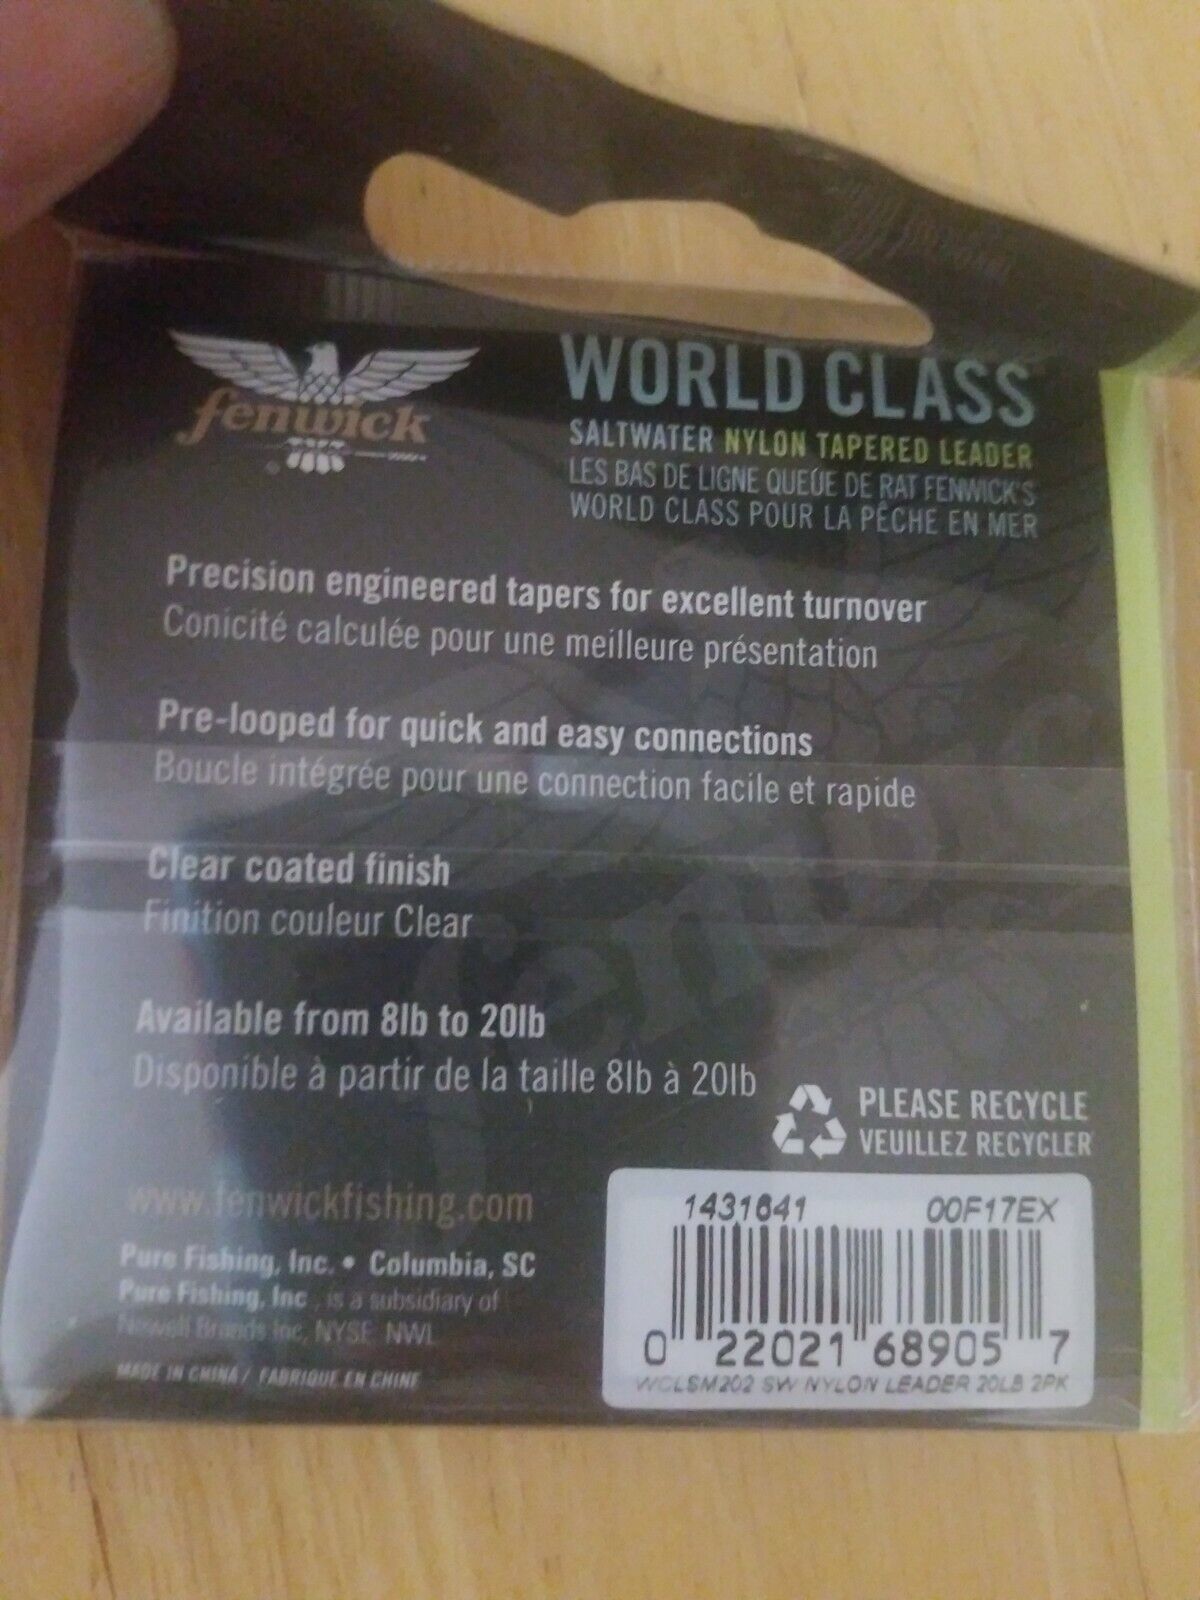 fenwick
WORLD CLASS
SALTWATER NYLON TAPERED LEADER
LES BAS DE LIGNE QUEUE DE RAT FENWICK'S
WORLD CLASS POUR LA PÊCHE EN MER
Precision engineered tapers for excellent turnover
Conicité calculée pour une meilleure présentation
Pre-looped for quick and easy connections
Boucle intégrée pour une connection facile et rapide
Clear coated finish
Finition couleur Clear
Available from 8lb to 20lb
Disponible à partir de la taille 8lb à 20lb
PLEASE RECYCLE
VEUILLEZ RECYCLER
www.fenwickfishing.com
Pure Fishing, Inc. • Columbia, SC
Pure Fishing, Inc., is a subsidiary of
Newell Brands Inc, NYSE NWL
MADE IN CHINA / FABRIQUE EN CHINE
1431641 00F17EX
0 22021 68905 7
WCLSM202 SW NYLON LEADER 20LB 2PK